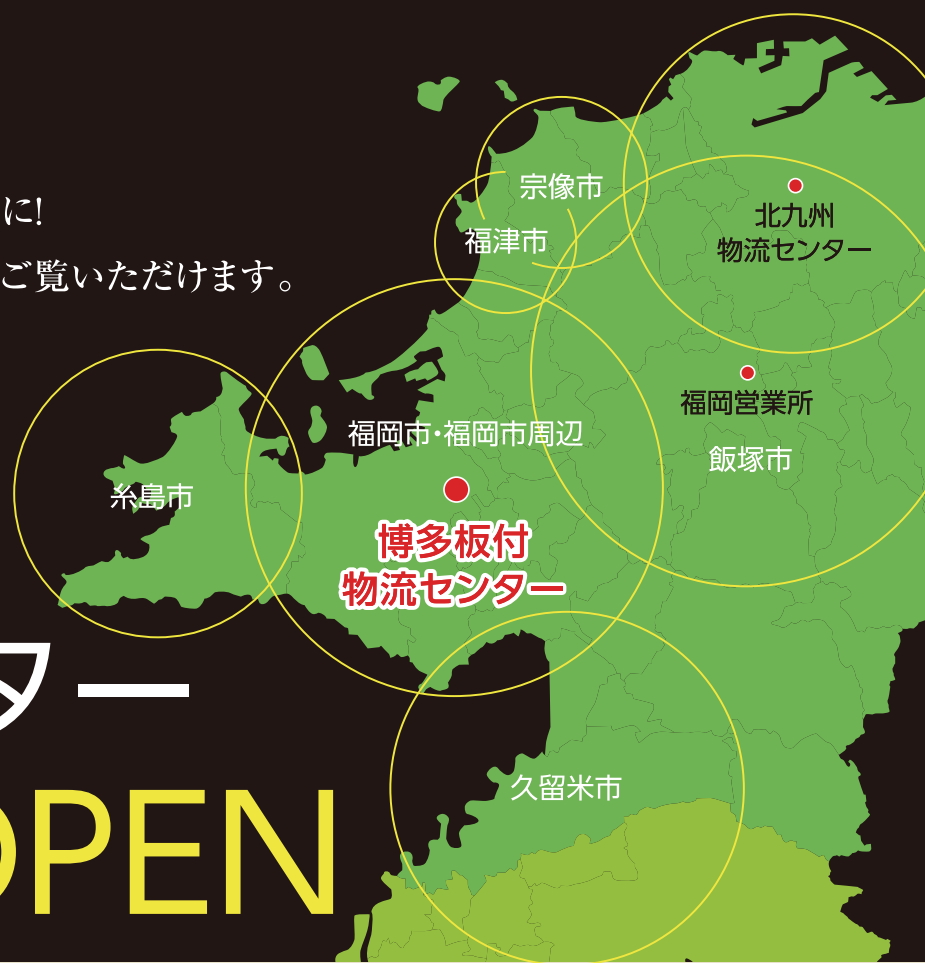 に!
ご覧いただけます。
ター
OPEN
宗像市
福津市
北九州
物流センター
福岡営業所
飯塚市
福岡市・福岡市周辺
糸島市
博多板付
物流センター
久留米市